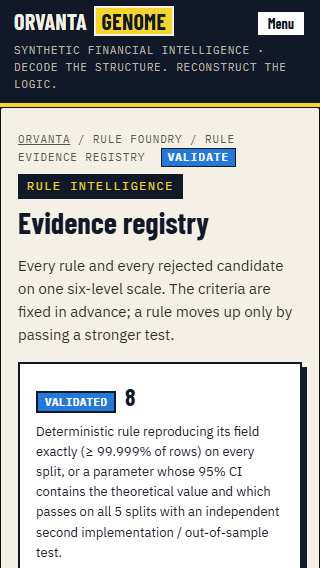 ORVANTA GENOME
Menu
SYNTHETIC FINANCIAL INTELLIGENCE ·
DECODE THE STRUCTURE. RECONSTRUCT THE
LOGIC.
ORVANTA / RULE FOUNDRY / RULE
EVIDENCE REGISTRY VALIDATE
RULE INTELLIGENCE
Evidence registry
Every rule and every rejected candidate
on one six-level scale. The criteria are
fixed in advance; a rule moves up only by
passing a stronger test.
VALIDATED 8
Deterministic rule reproducing its field
exactly (≥ 99.999% of rows) on every
split, or a parameter whose 95% CI
contains the theoretical value and which
passes on all 5 splits with an independent
second implementation / out-of-sample
test.